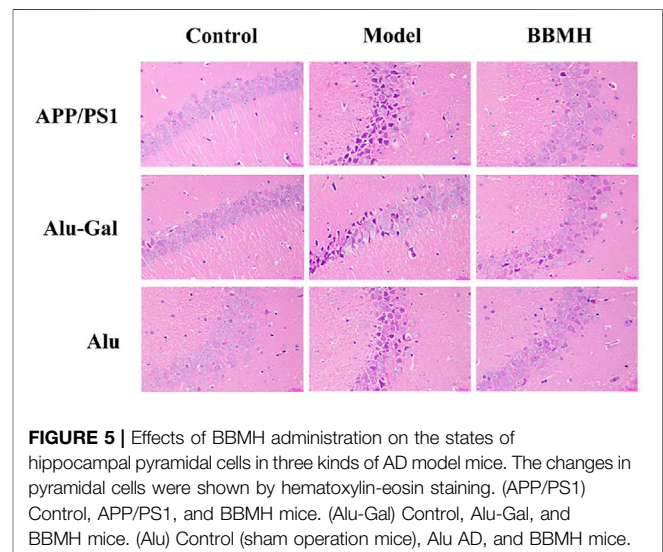 Control Model BBMH
APP/PS1
Alu-Gal
Alu
FIGURE 5 | Effects of BBMH administration on the states of
hippocampal pyramidal cells in three kinds of AD model mice. The changes in
pyramidal cells were shown by hematoxylin-eosin staining. (APP/PS1)
Control, APP/PS1, and BBMH mice. (Alu-Gal) Control, Alu-Gal, and
BBMH mice. (Alu) Control (sham operation mice), Alu AD, and BBMH mice.